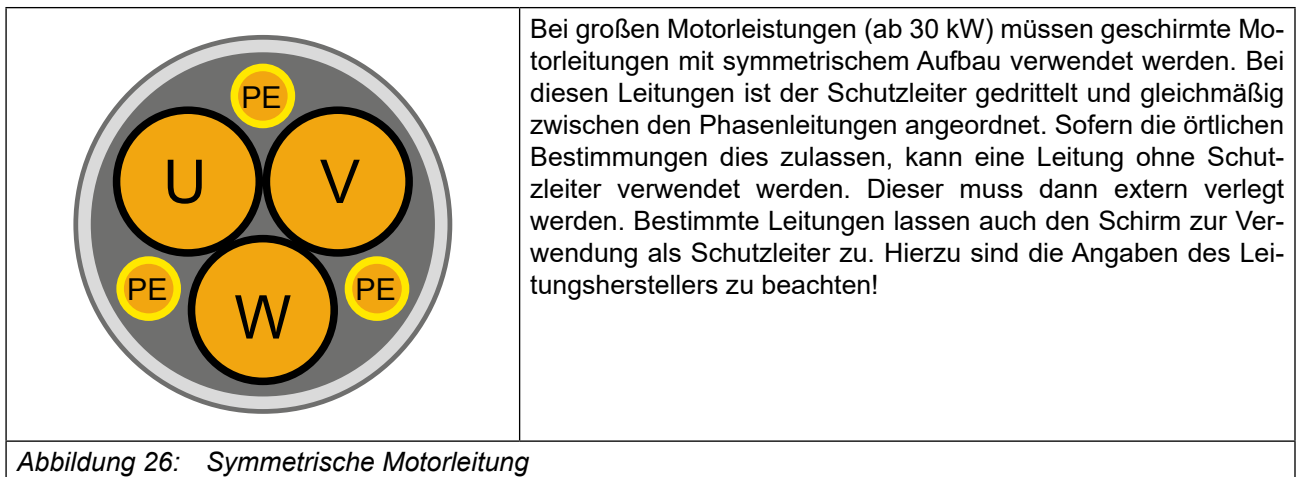 PE
U V
PE PE
W
Bei großen Motorleistungen (ab 30 kW) müssen geschirmte Mo-
torleitungen mit symmetrischem Aufbau verwendet werden. Bei
diesen Leitungen ist der Schutzleiter gedrittelt und gleichmäßig
zwischen den Phasenleitungen angeordnet. Sofern die örtlichen
Bestimmungen dies zulassen, kann eine Leitung ohne Schut-
zleiter verwendet werden. Dieser muss dann extern verlegt
werden. Bestimmte Leitungen lassen auch den Schirm zur Ver-
wendung als Schutzleiter zu. Hierzu sind die Angaben des Lei-
tungsherstellers zu beachten!
Abbildung 26: Symmetrische Motorleitung